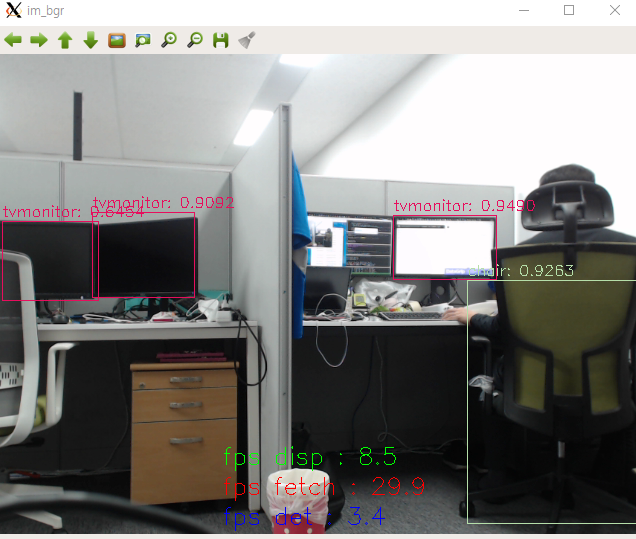 im_bgr
tvmonitor: 0.9092
tvmonitor: 0.6464
tvmonitor: 0.9490
chair: 0.9263
fps disp : 8.5
fps fetch : 29.9
fps det : 3.4